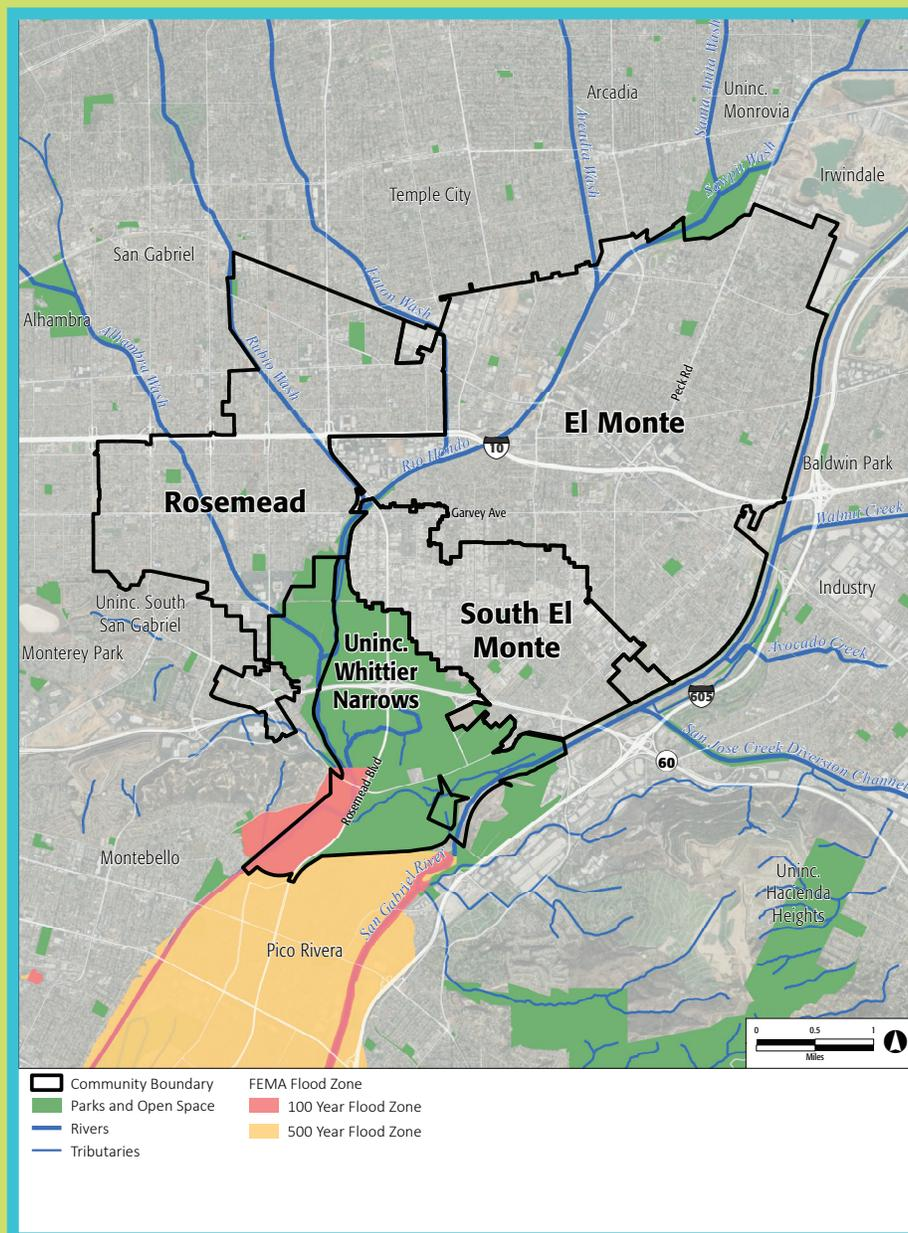 Arcadia
Santa Anita Wash
Uninc.
Monrovia
Arcadia Wash
Sawpit Wash
Irwindale
Temple City
San Gabriel
Eaton Wash
Alhambra
Alhambra Wash
Rubio Wash
Peck Rd
El Monte
Rio Hondo
10
Baldwin Park
Rosemead
Garvey Ave
Walnut Creek
Industry
Uninc. South
San Gabriel
South El
Monte
Monterey Park
Uninc.
Whittier
Narrows
Avocado Creek
605
San Jose Creek Diverston Channel
60
Rosemead Blvd
Montebello
San Gabriel River
Uninc.
Hacienda
Heights
Pico Rivera
0 0.5 1
Miles
Community Boundary
Parks and Open Space
Rivers
Tributaries
FEMA Flood Zone
100 Year Flood Zone
500 Year Flood Zone